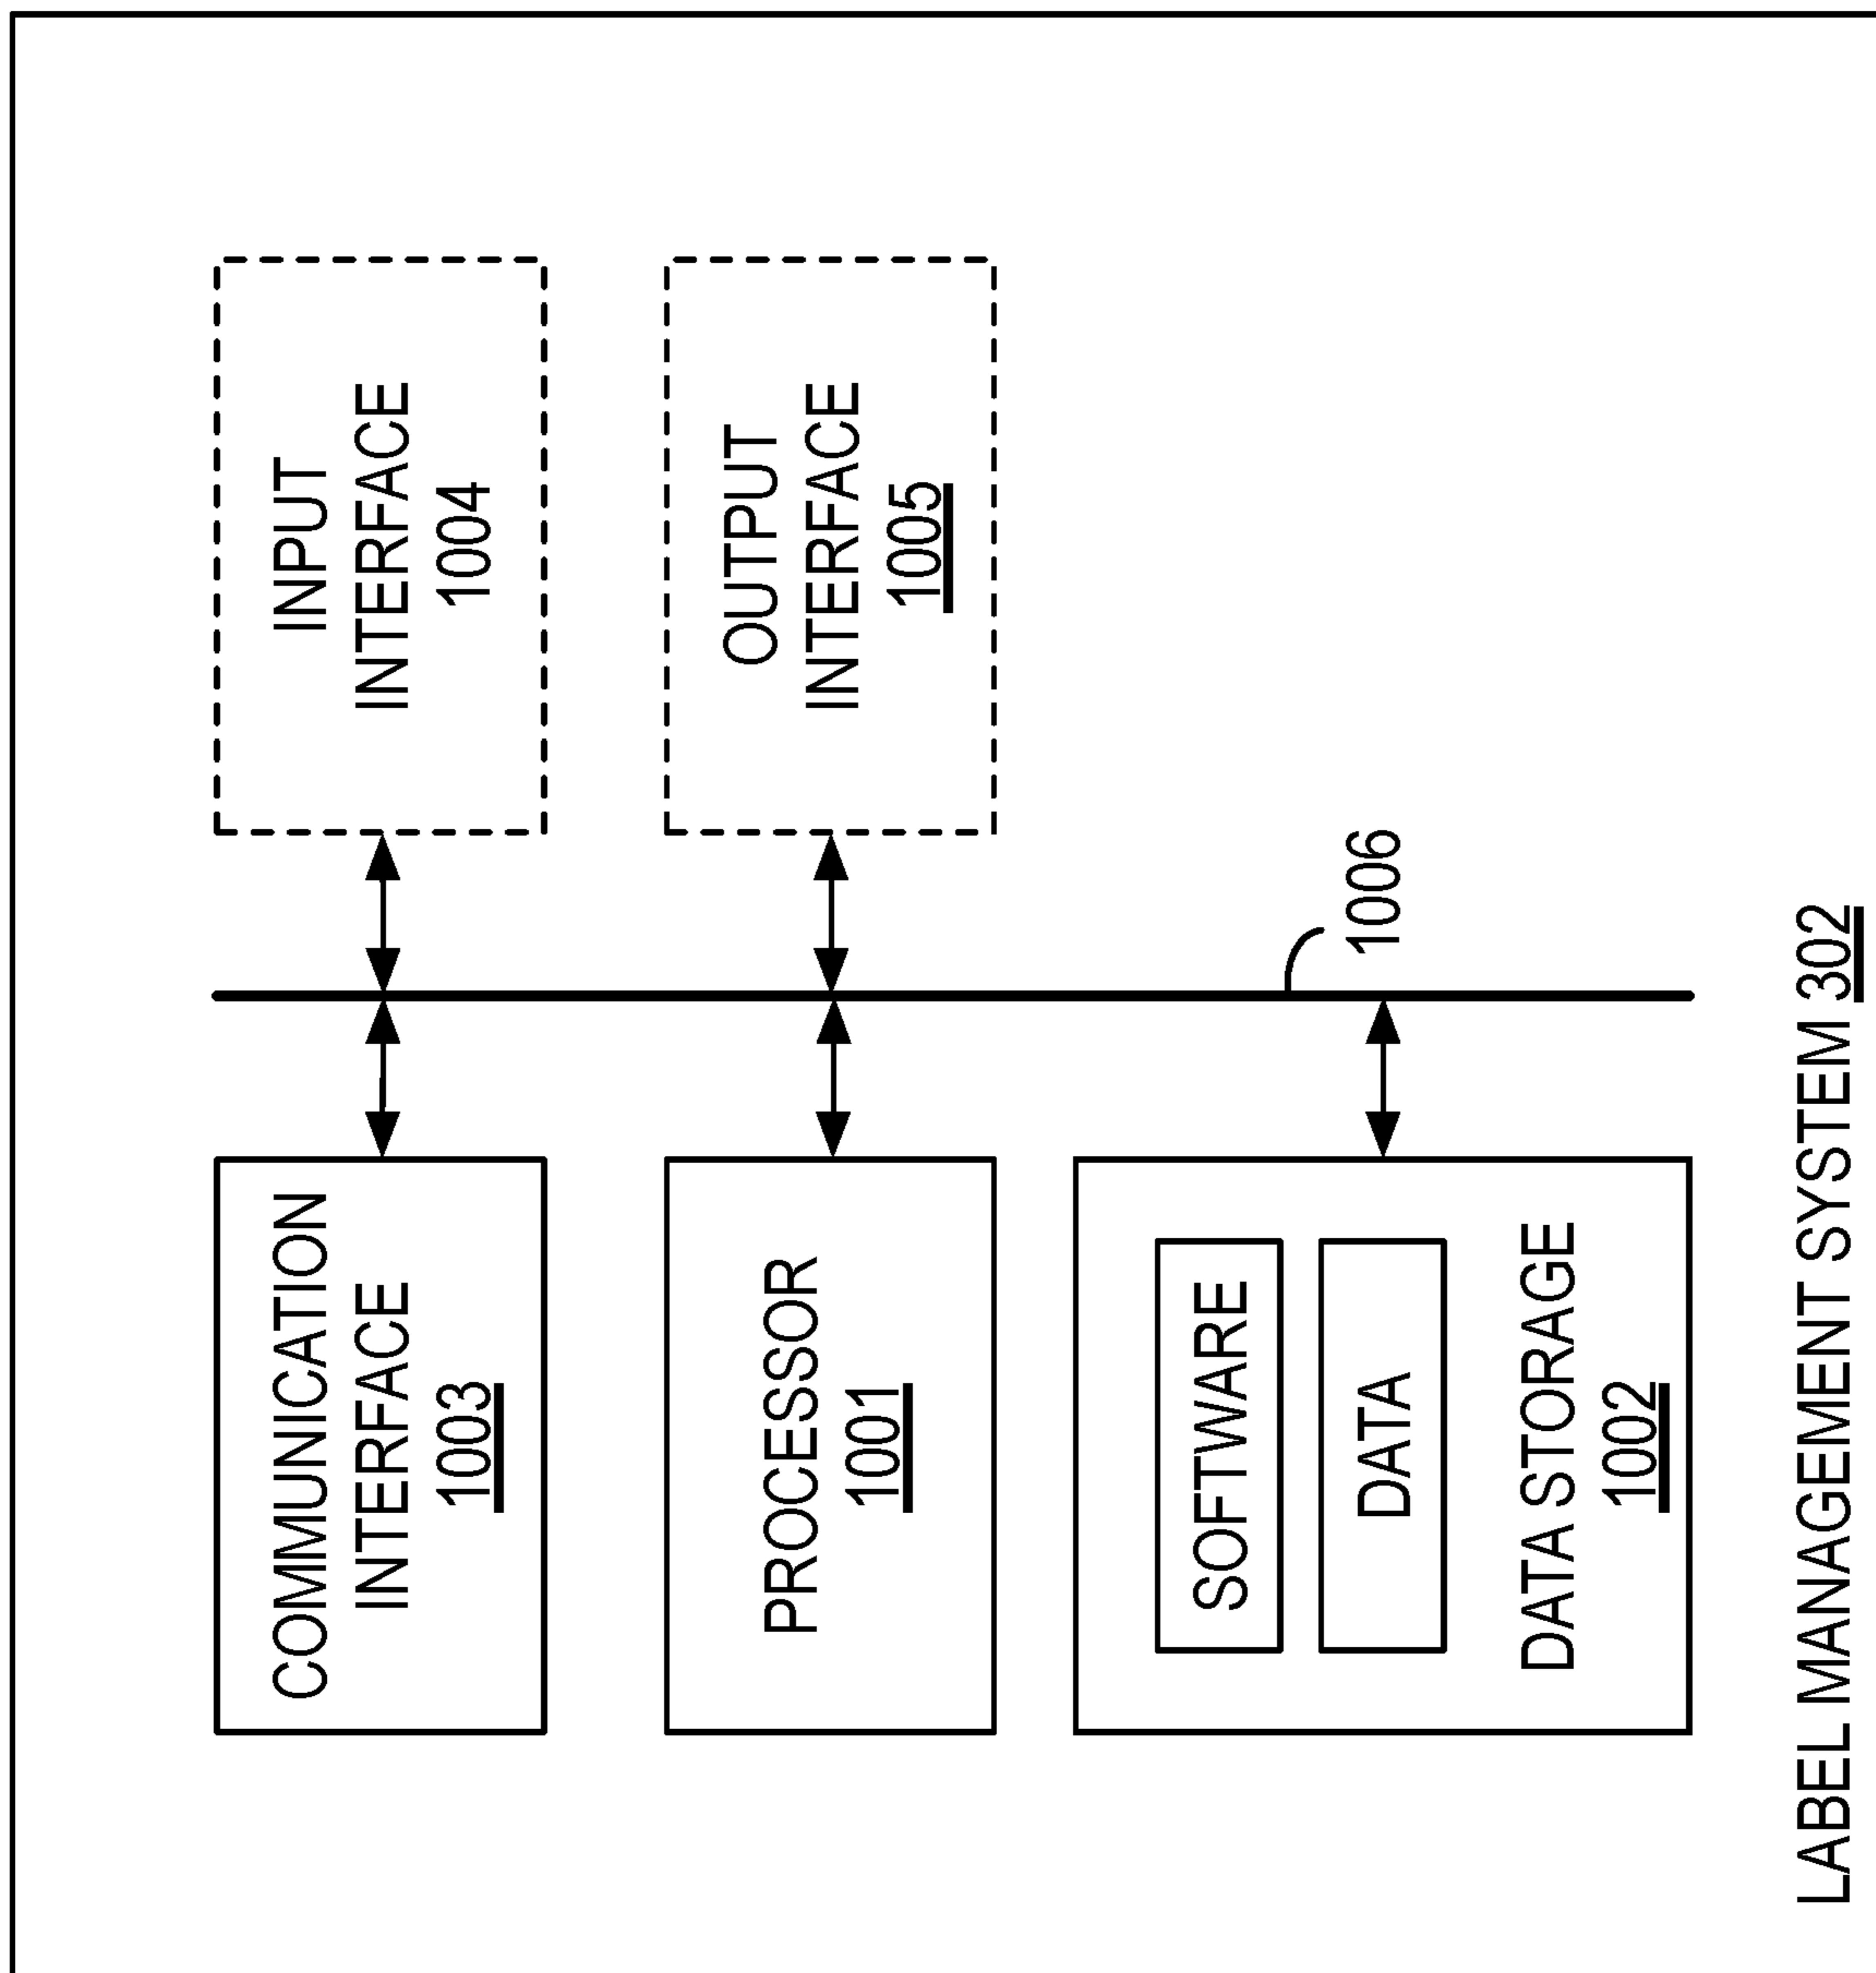 COMMUNICATION
INTERFACE
1003
INPUT
INTERFACE
1004
PROCESSOR
1001
OUTPUT
INTERFACE
1005
SOFTWARE
DATA
DATA STORAGE
1002
1006
LABEL MANAGEMENT SYSTEM 302